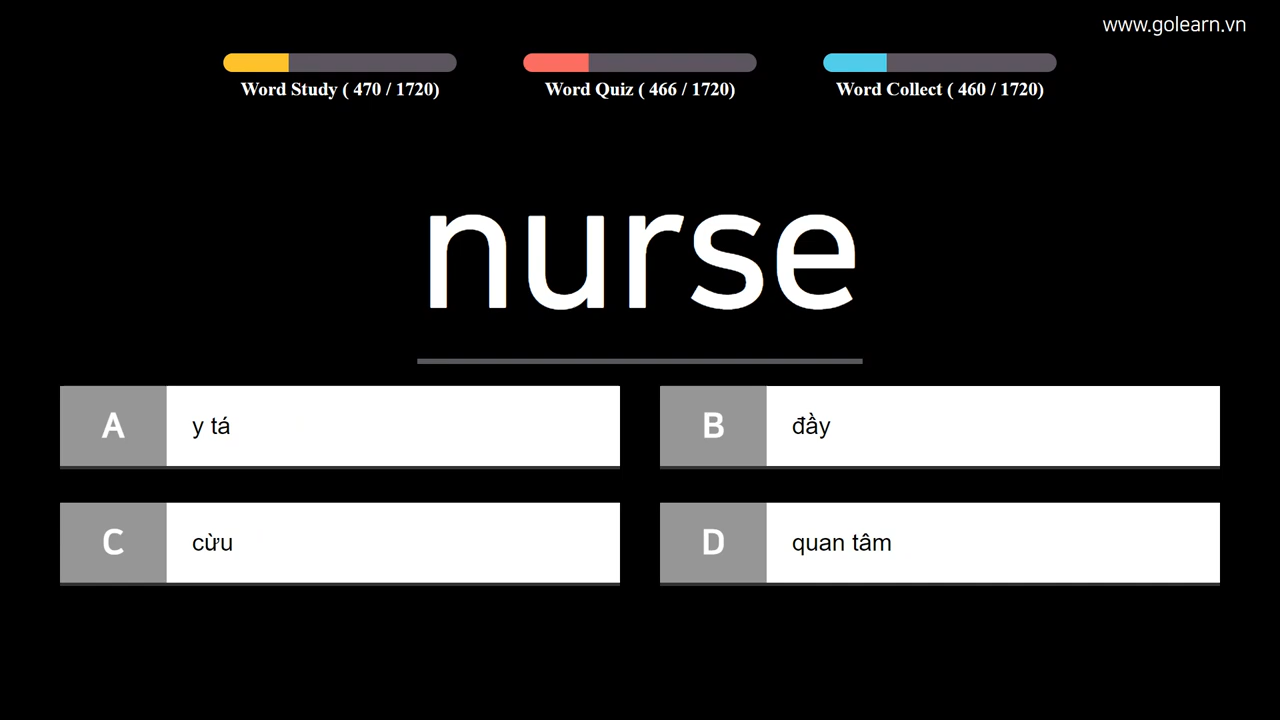 www.golearn.vn
Word Study ( 470 / 1720)
Word Quiz ( 466 / 1720)
Word Collect ( 460 / 1720)
nurse
A y tá
B đầy
C cừu
D quan tâm